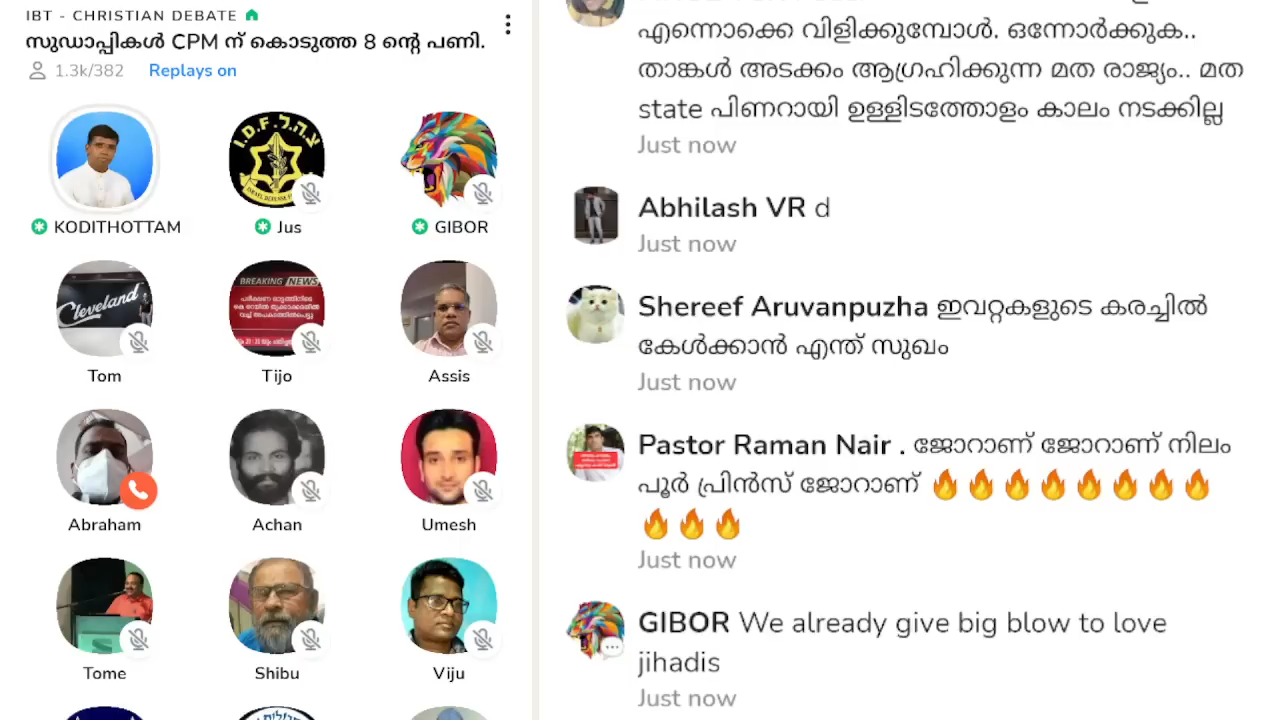 IBT - CHRISTIAN DEBATE
സുഡാപ്പികൾ CPM ന് കൊടുത്ത 8 ന്റെ പണി.
1.3k/382 Replays on
צ.ה.ל. I.D.F.
KODITHOTTAM
Jus
GIBOR
Cleveland
BREAKING NEWS
Tom
Tijo
Assis
Abraham
Achan
Umesh
Tome
Shibu
Viju
എന്നൊക്കെ വിളിക്കുമ്പോൾ. ഒന്നോർക്കുക..
താങ്കൾ അടക്കം ആഗ്രഹിക്കുന്ന മത രാജ്യം.. മത
state പിണറായി ഉള്ളിടത്തോളം കാലം നടക്കില്ല
Just now
Abhilash VR d
Just now
Shereef Aruvanpuzha ഇവറ്റകളുടെ കരച്ചിൽ
കേൾക്കാൻ എന്ത് സുഖം
Just now
Pastor Raman Nair . ജോറാണ് ജോറാണ് നിലം
പൂർ പ്രിൻസ് ജോറാണ് 🔥🔥🔥🔥🔥🔥🔥🔥
🔥🔥🔥
Just now
GIBOR We already give big blow to love
jihadis
Just now